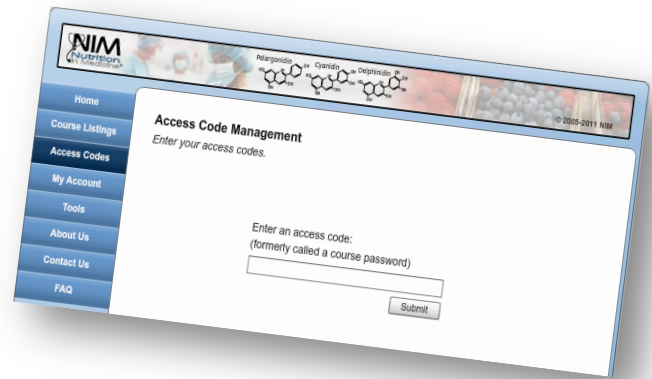 NIM
Nutrition
in Medicine®
Pelargonidin
Cyanidin
Delphinidin
© 2005-2011 NIM
Home
Course Listings
Access Codes
My Account
Tools
About Us
Contact Us
FAQ
Access Code Management
Enter your access codes.
Enter an access code:
(formerly called a course password)
Submit